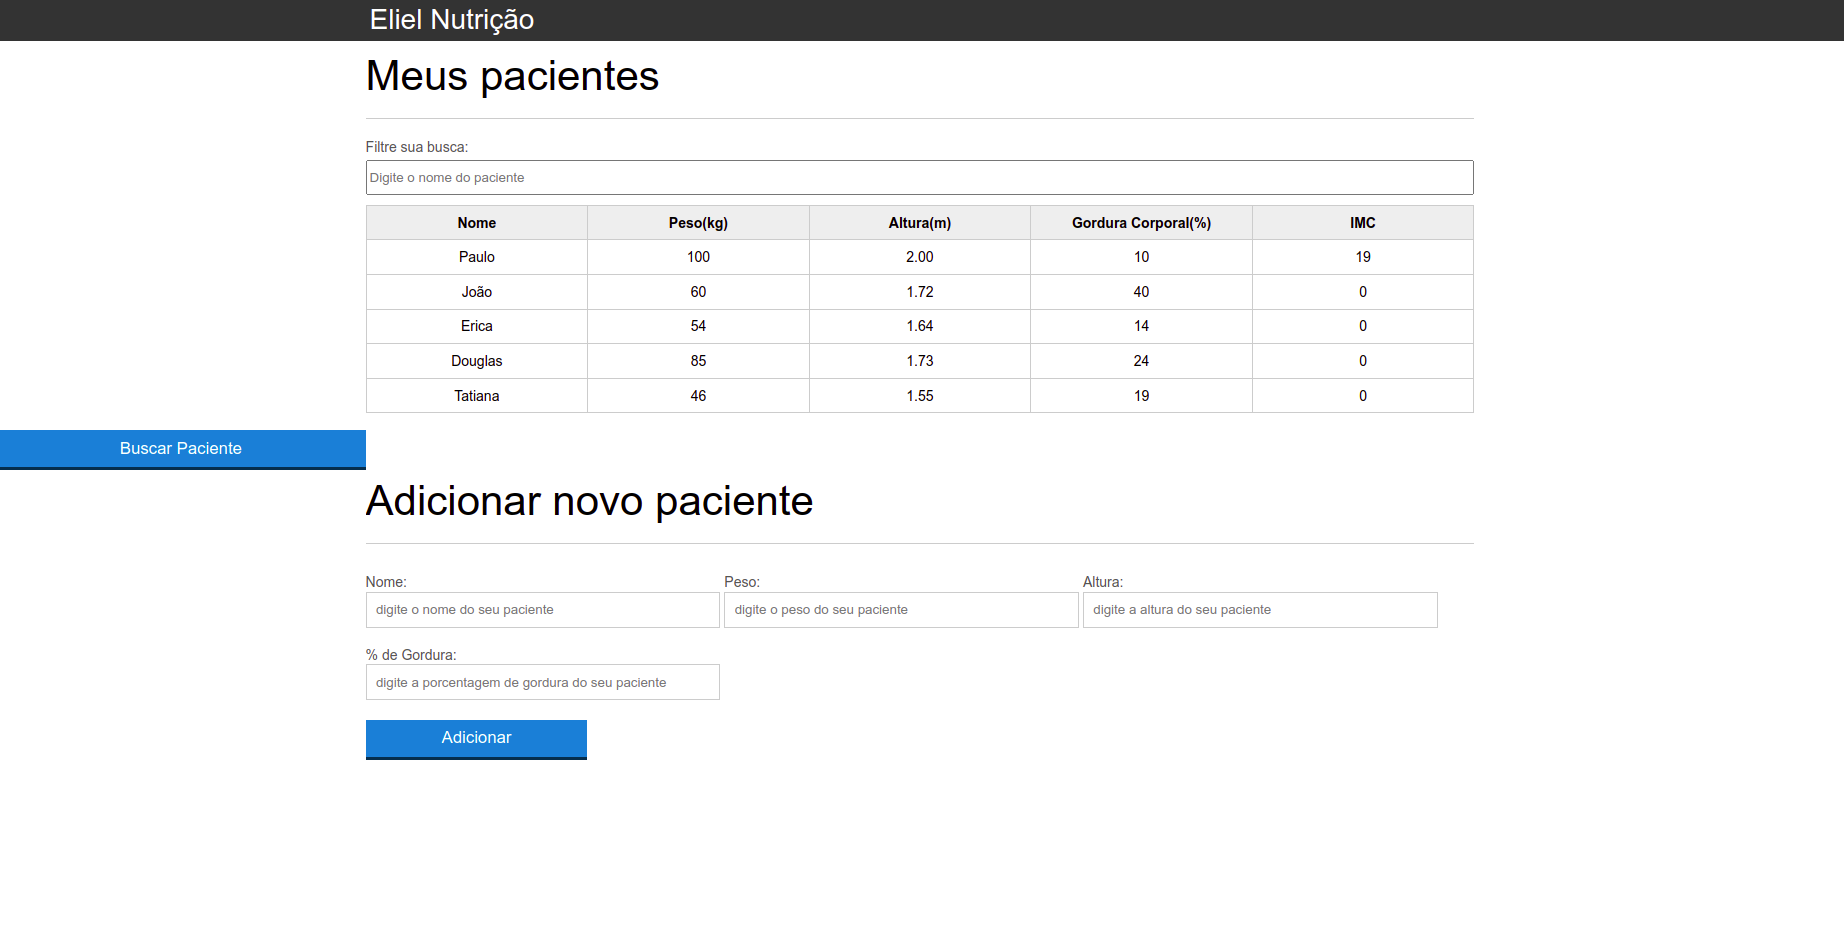 Eliel Nutrição
Meus pacientes
Filtre sua busca:
Digite o nome do paciente
Nome Peso(kg) Altura(m) Gordura Corporal(%) IMC
Paulo 100 2.00 10 19
João 60 1.72 40 0
Erica 54 1.64 14 0
Douglas 85 1.73 24 0
Tatiana 46 1.55 19 0
Buscar Paciente
Adicionar novo paciente
Nome: Peso: Altura:
digite o nome do seu paciente digite o peso do seu paciente digite a altura do seu paciente
% de Gordura:
digite a porcentagem de gordura do seu paciente
Adicionar